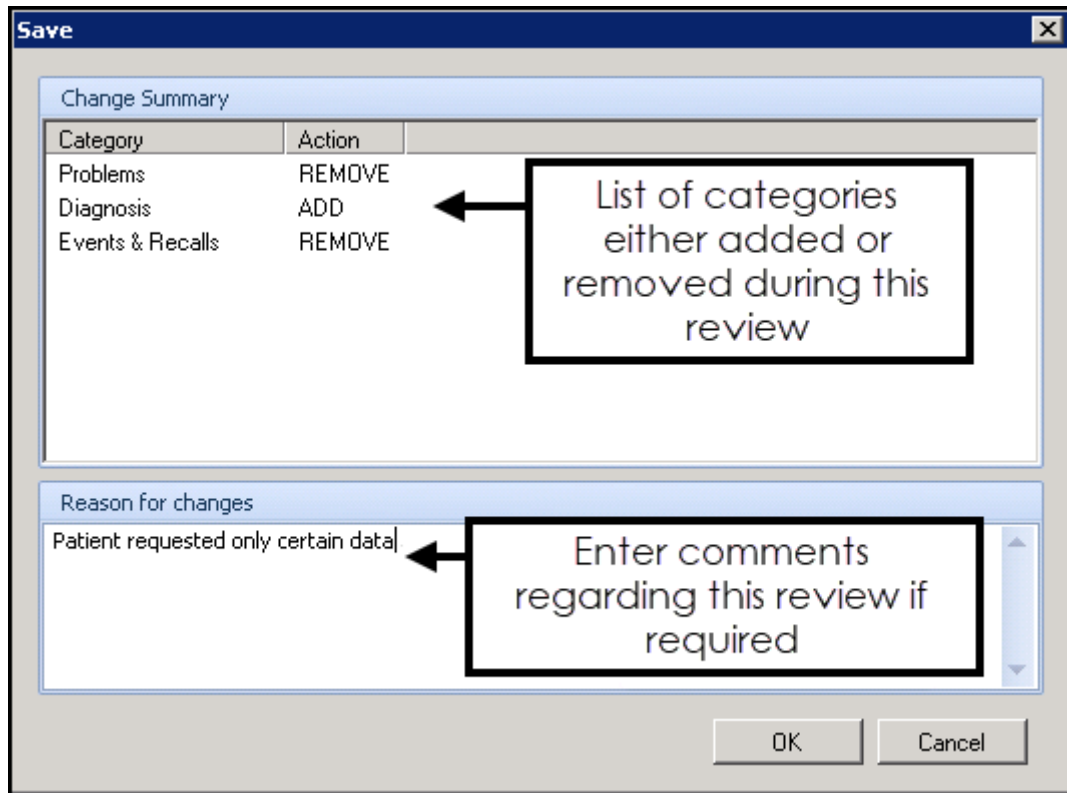 Save
Change Summary
Category Action
Problems REMOVE
Diagnosis ADD
Events & Recalls REMOVE
List of categories
either added or
removed during this
review
Reason for changes
Patient requested only certain data
Enter comments
regarding this review if
required
OK Cancel